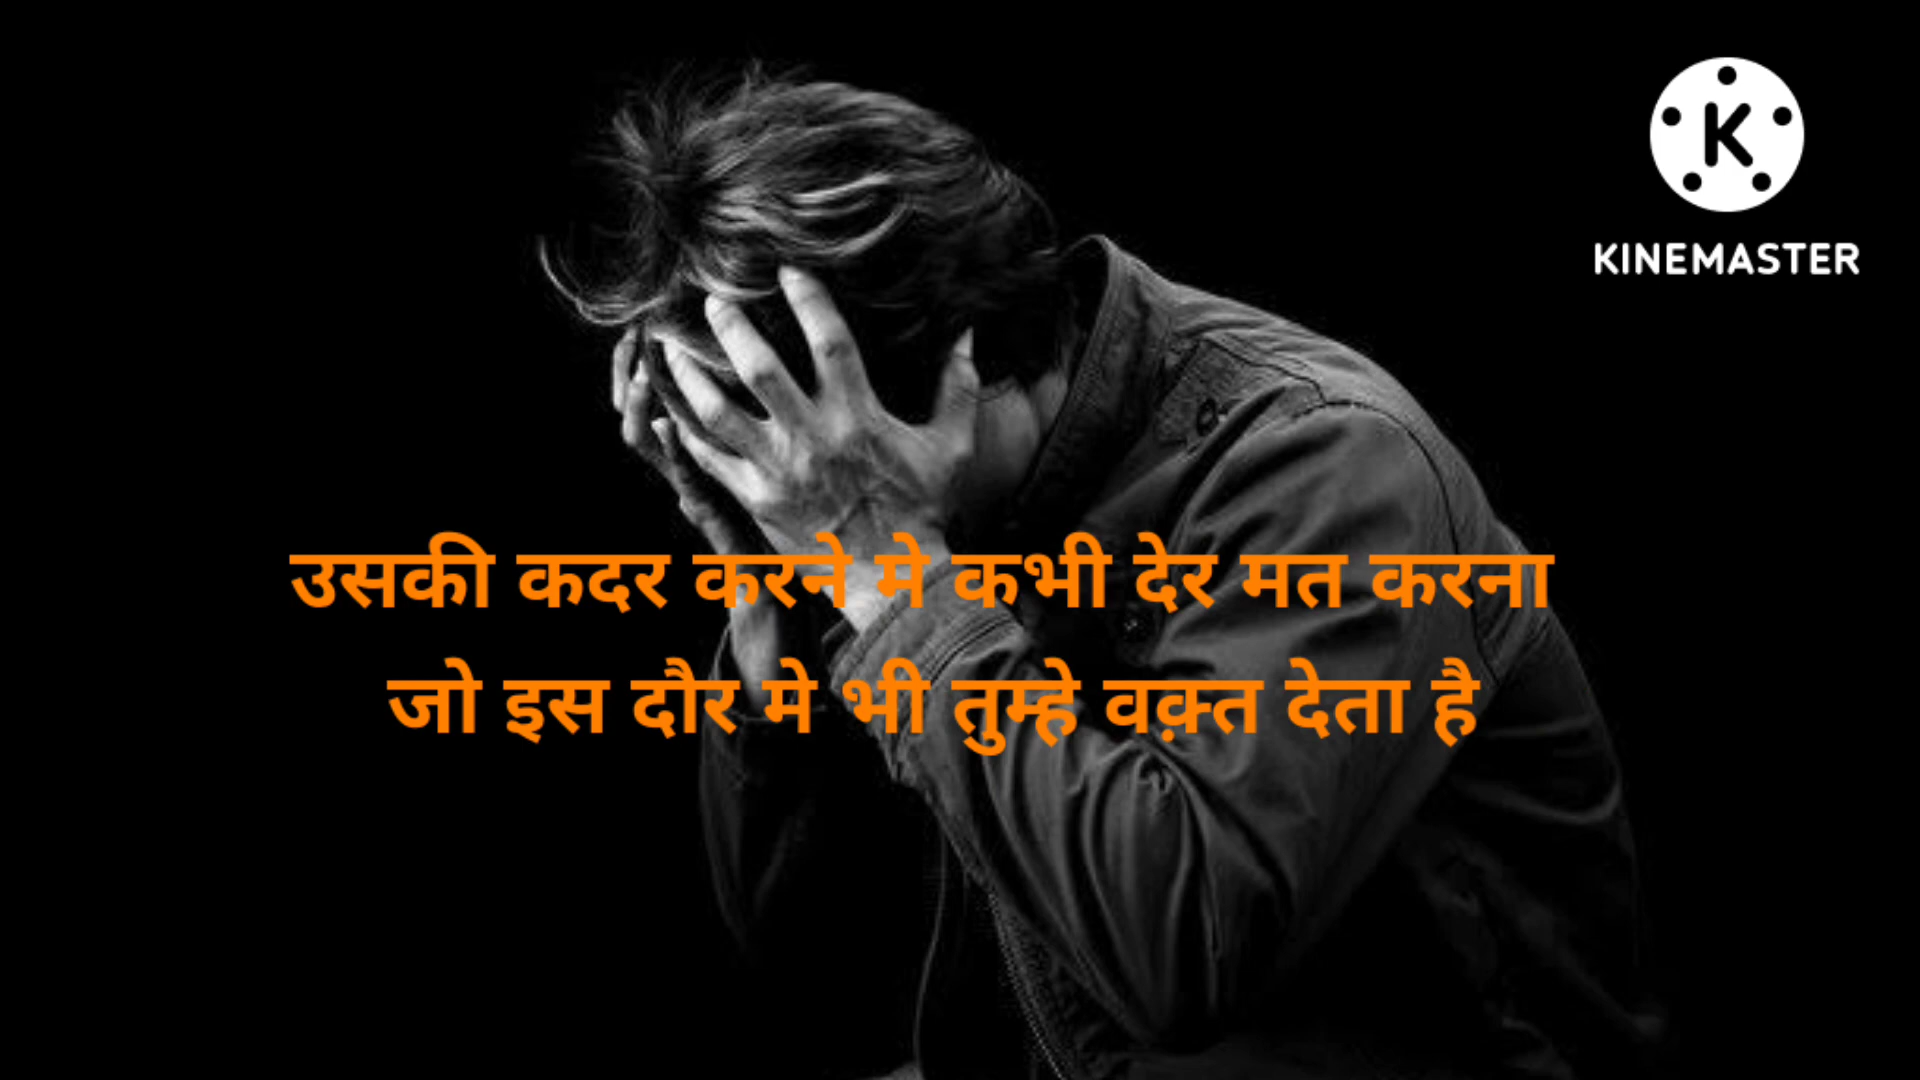 KINEMASTER
उसकी कदर करने मे कभी देर मत करना
जो इस दौर मे भी तुम्हे वक़्त देता है